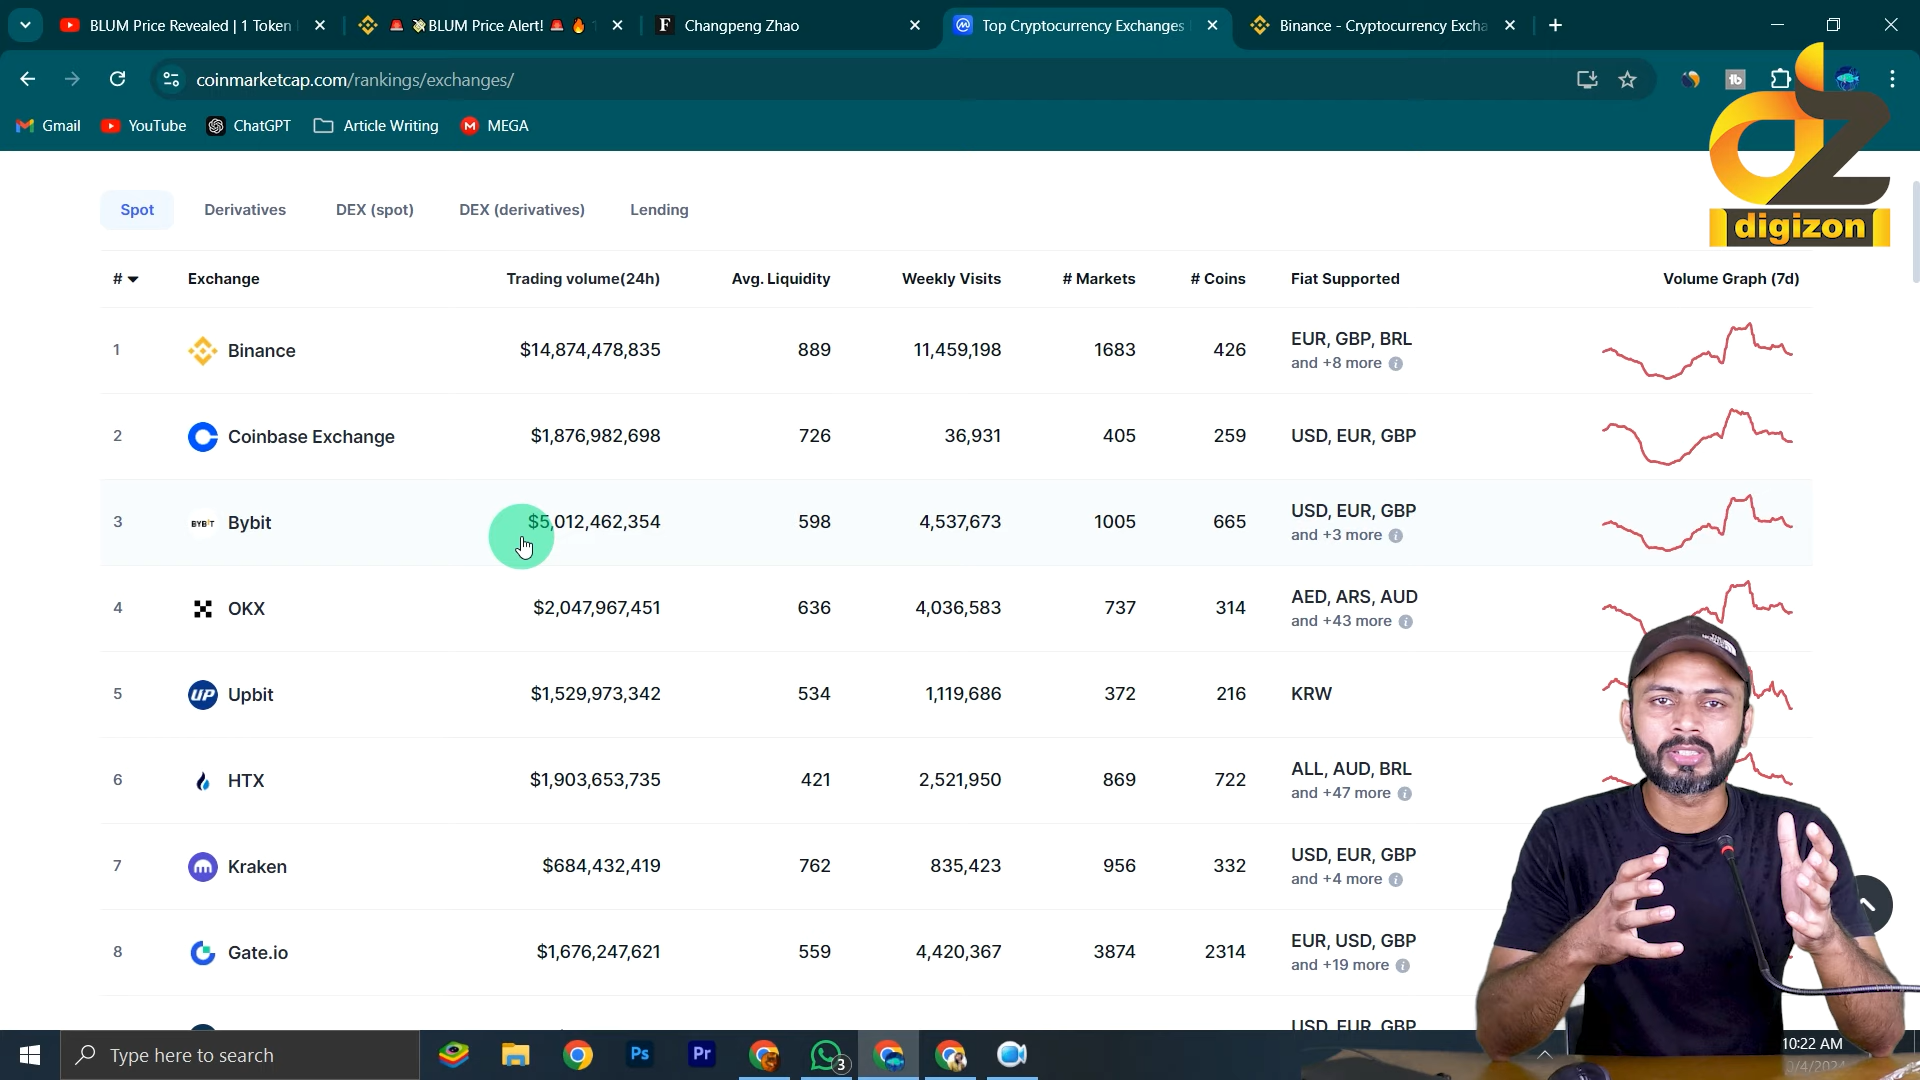 BLUM Price Revealed | 1 Token
BLUM Price Alert!
Changpeng Zhao
Top Cryptocurrency Exchanges
Binance - Cryptocurrency Excha
coinmarketcap.com/rankings/exchanges/
Gmail YouTube ChatGPT Article Writing MEGA
digizon
Spot Derivatives DEX (spot) DEX (derivatives) Lending
# Exchange Trading volume(24h) Avg. Liquidity Weekly Visits # Markets # Coins Fiat Supported Volume Graph (7d)
1 Binance $14,874,478,835 889 11,459,198 1683 426 EUR, GBP, BRL
and +8 more
2 Coinbase Exchange $1,876,982,698 726 36,931 405 259 USD, EUR, GBP
3 BYBIT Bybit $5,012,462,354 598 4,537,673 1005 665 USD, EUR, GBP
and +3 more
4 OKX $2,047,967,451 636 4,036,583 737 314 AED, ARS, AUD
and +43 more
5 UP Upbit $1,529,973,342 534 1,119,686 372 216 KRW
6 HTX $1,903,653,735 421 2,521,950 869 722 ALL, AUD, BRL
and +47 more
7 Kraken $684,432,419 762 835,423 956 332 USD, EUR, GBP
and +4 more
8 Gate.io $1,676,247,621 559 4,420,367 3874 2314 EUR, USD, GBP
and +19 more
USD, EUR, GBP
Type here to search
Ps
Pr
3
10:22 AM